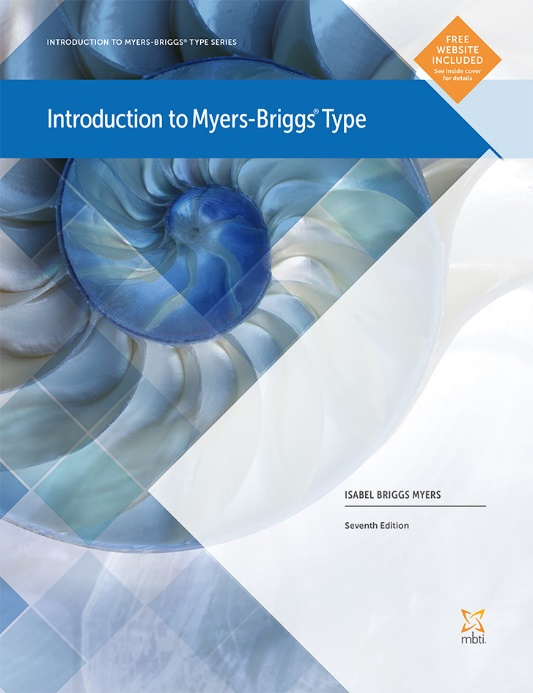 INTRODUCTION TO MYERS-BRIGGS® TYPE SERIES
FREE
WEBSITE
INCLUDED
See inside cover
for details
Introduction to Myers-Briggs® Type
ISABEL BRIGGS MYERS
Seventh Edition
mbti.